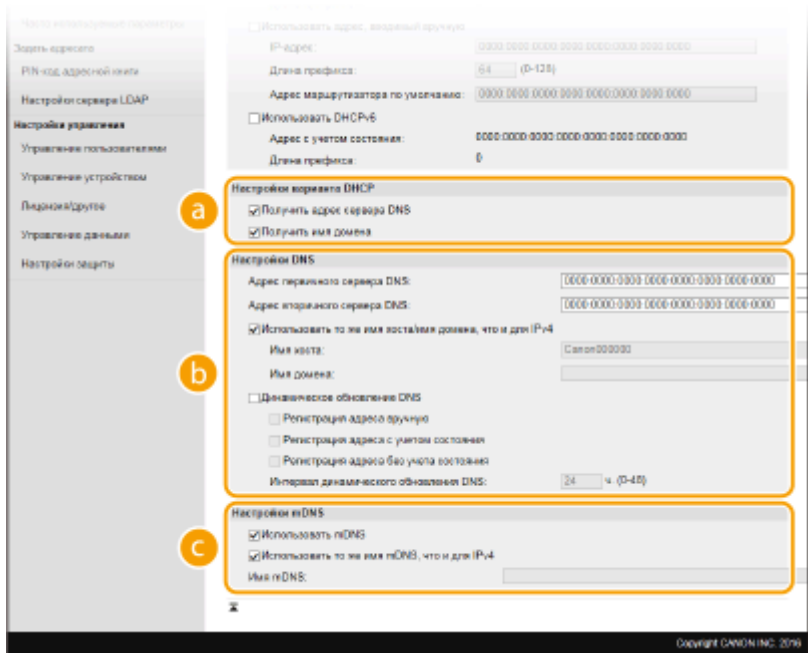 Часто используемые параметры
Задать адресата
PIN-код адресной книги
Настройки сервера LDAP
Настройки управления
Управление пользователями
Управление устройством
Лицензия/другое
Управление данными
Настройки защиты
Использовать адрес, вводимый вручную
IP-адрес: 0000:0000:0000:0000:0000:0000:0000:0000
Длина префикса: 64 (0-128)
Адрес маршрутизатора по умолчанию: 0000:0000:0000:0000:0000:0000:0000:0000
Использовать DHCPv6
Адрес с учетом состояния: 0000:0000:0000:0000:0000:0000:0000:0000
Длина префикса: 0
a
Настройки варианта DHCP
Получить адрес сервера DNS
Получить имя домена
b
Настройки DNS
Адрес первичного сервера DNS: 0000:0000:0000:0000:0000:0000:0000:0000
Адрес вторичного сервера DNS: 0000:0000:0000:0000:0000:0000:0000:0000
Использовать то же имя хоста/имя домена, что и для IPv4
Имя хоста: Canon000000
Имя домена:
Динамическое обновление DNS
Регистрация адреса вручную
Регистрация адреса с учетом состояния
Регистрация адреса без учета состояния
Интервал динамического обновления DNS: 24 ч. (0-48)
c
Настройки mDNS
Использовать mDNS
Использовать то же имя mDNS, что и для IPv4
Имя mDNS:
Copyright CANON INC. 2016